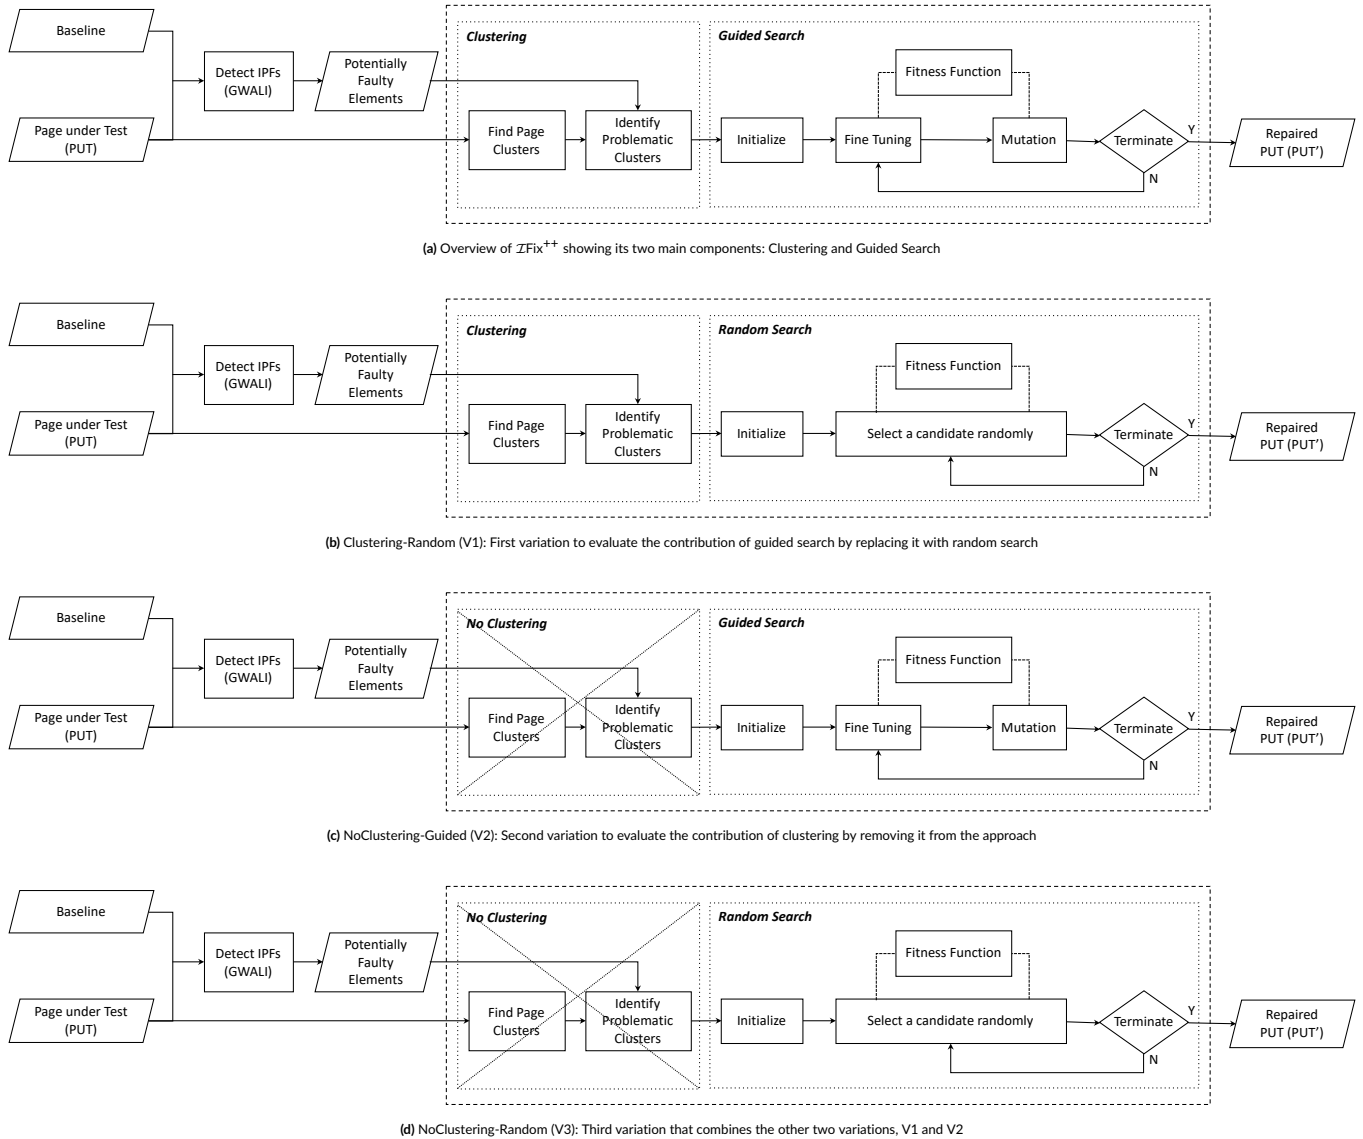 Baseline
Clustering
Guided Search
Detect IPFs
(GWALI)
Potentially
Faulty
Elements
Fitness Function
Page under Test
(PUT)
Find Page
Clusters
Identify
Problematic
Clusters
Initialize
Fine Tuning
Mutation
Terminate
Y
N
Repaired
PUT (PUT’)
(a) Overview of ℐFix++ showing its two main components: Clustering and Guided Search
Baseline
Clustering
Random Search
Detect IPFs
(GWALI)
Potentially
Faulty
Elements
Fitness Function
Page under Test
(PUT)
Find Page
Clusters
Identify
Problematic
Clusters
Initialize
Select a candidate randomly
Terminate
Y
N
Repaired
PUT (PUT’)
(b) Clustering-Random (V1): First variation to evaluate the contribution of guided search by replacing it with random search
Baseline
No Clustering
Guided Search
Detect IPFs
(GWALI)
Potentially
Faulty
Elements
Fitness Function
Page under Test
(PUT)
Find Page
Clusters
Identify
Problematic
Clusters
Initialize
Fine Tuning
Mutation
Terminate
Y
N
Repaired
PUT (PUT’)
(c) NoClustering-Guided (V2): Second variation to evaluate the contribution of clustering by removing it from the approach
Baseline
No Clustering
Random Search
Detect IPFs
(GWALI)
Potentially
Faulty
Elements
Fitness Function
Page under Test
(PUT)
Find Page
Clusters
Identify
Problematic
Clusters
Initialize
Select a candidate randomly
Terminate
Y
N
Repaired
PUT (PUT’)
(d) NoClustering-Random (V3): Third variation that combines the other two variations, V1 and V2